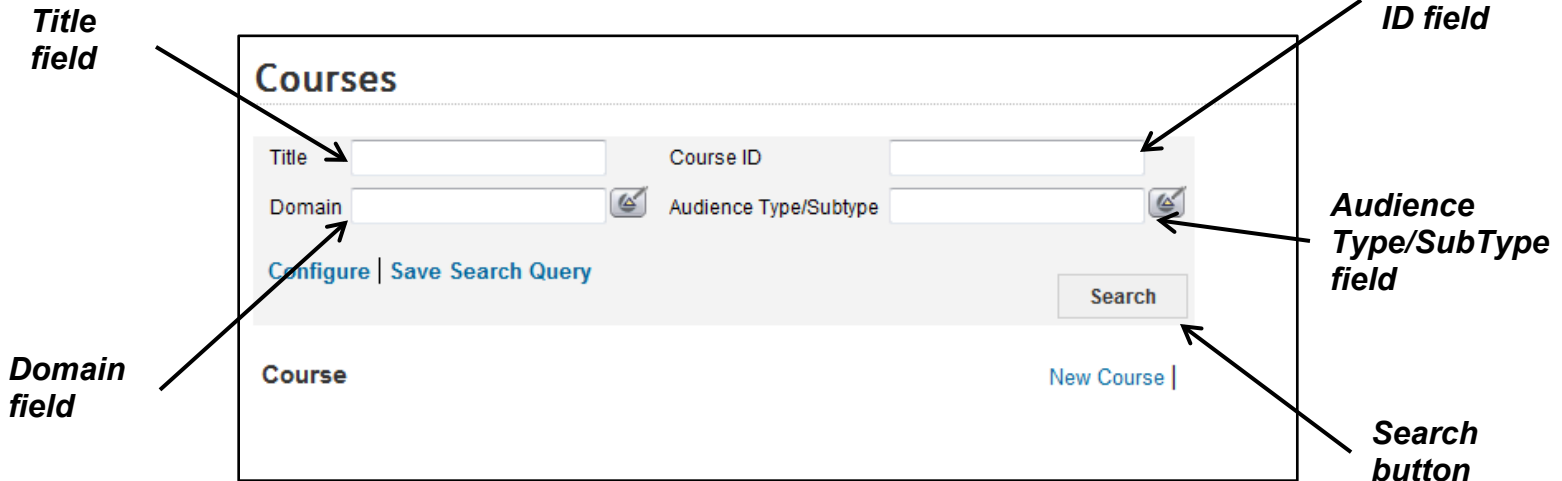 Title
field
ID field
Courses
Title
Course ID
Domain
Audience Type/Subtype
Configure | Save Search Query
Search
Audience
Type/SubType
field
Domain
field
Course
New Course |
Search
button